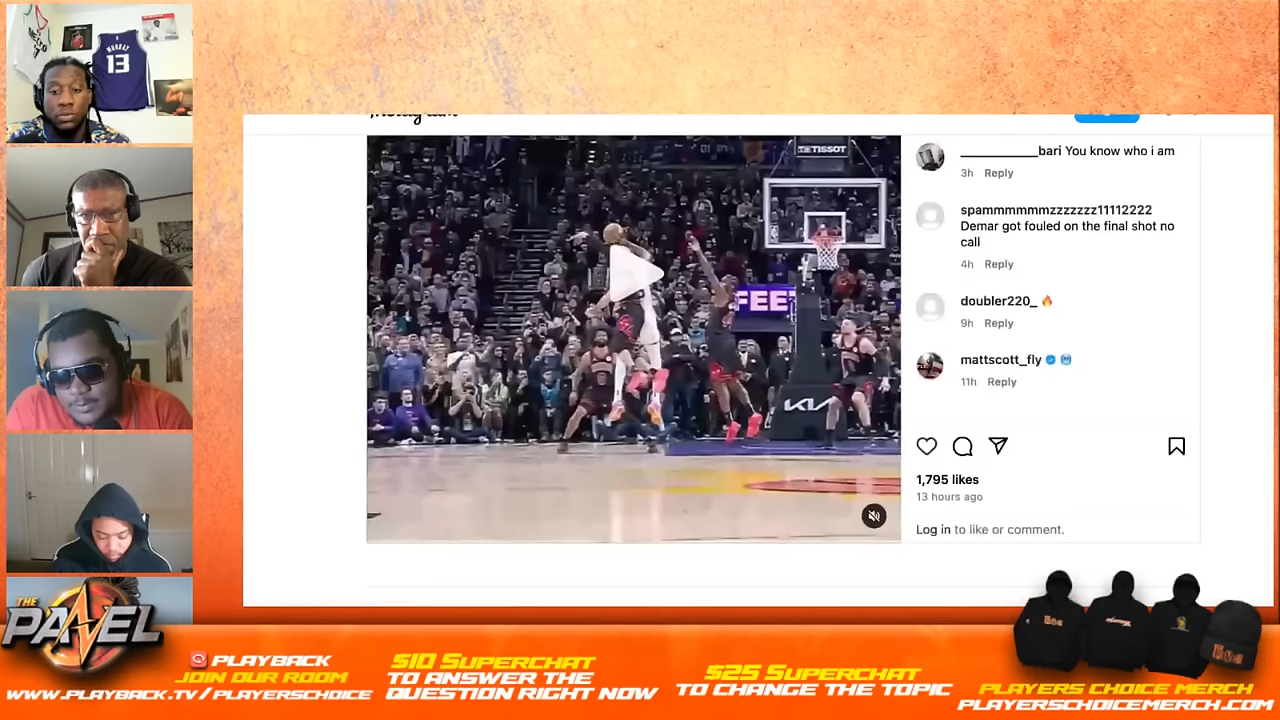 MURRAY
13
Instagram
TISSOT
FEET
KIA
____________bari You know who i am
3h Reply
spammmmmmzzzzzzz11112222
Demar got fouled on the final shot no
call
4h Reply
doubler220_ 🔥
9h Reply
mattscott_fly
11h Reply
1,795 likes
13 hours ago
Log in to like or comment.
THE
PANEL
PLAYBACK
JOIN OUR ROOM
WWW.PLAYBACK.TV/PLAYERSCHOICE
$10 SUPERCHAT
TO ANSWER THE
QUESTION RIGHT NOW
$25 SUPERCHAT
TO CHANGE THE TOPIC
PLAYERS CHOICE MERCH
PLAYERSCHOICEMERCH.COM